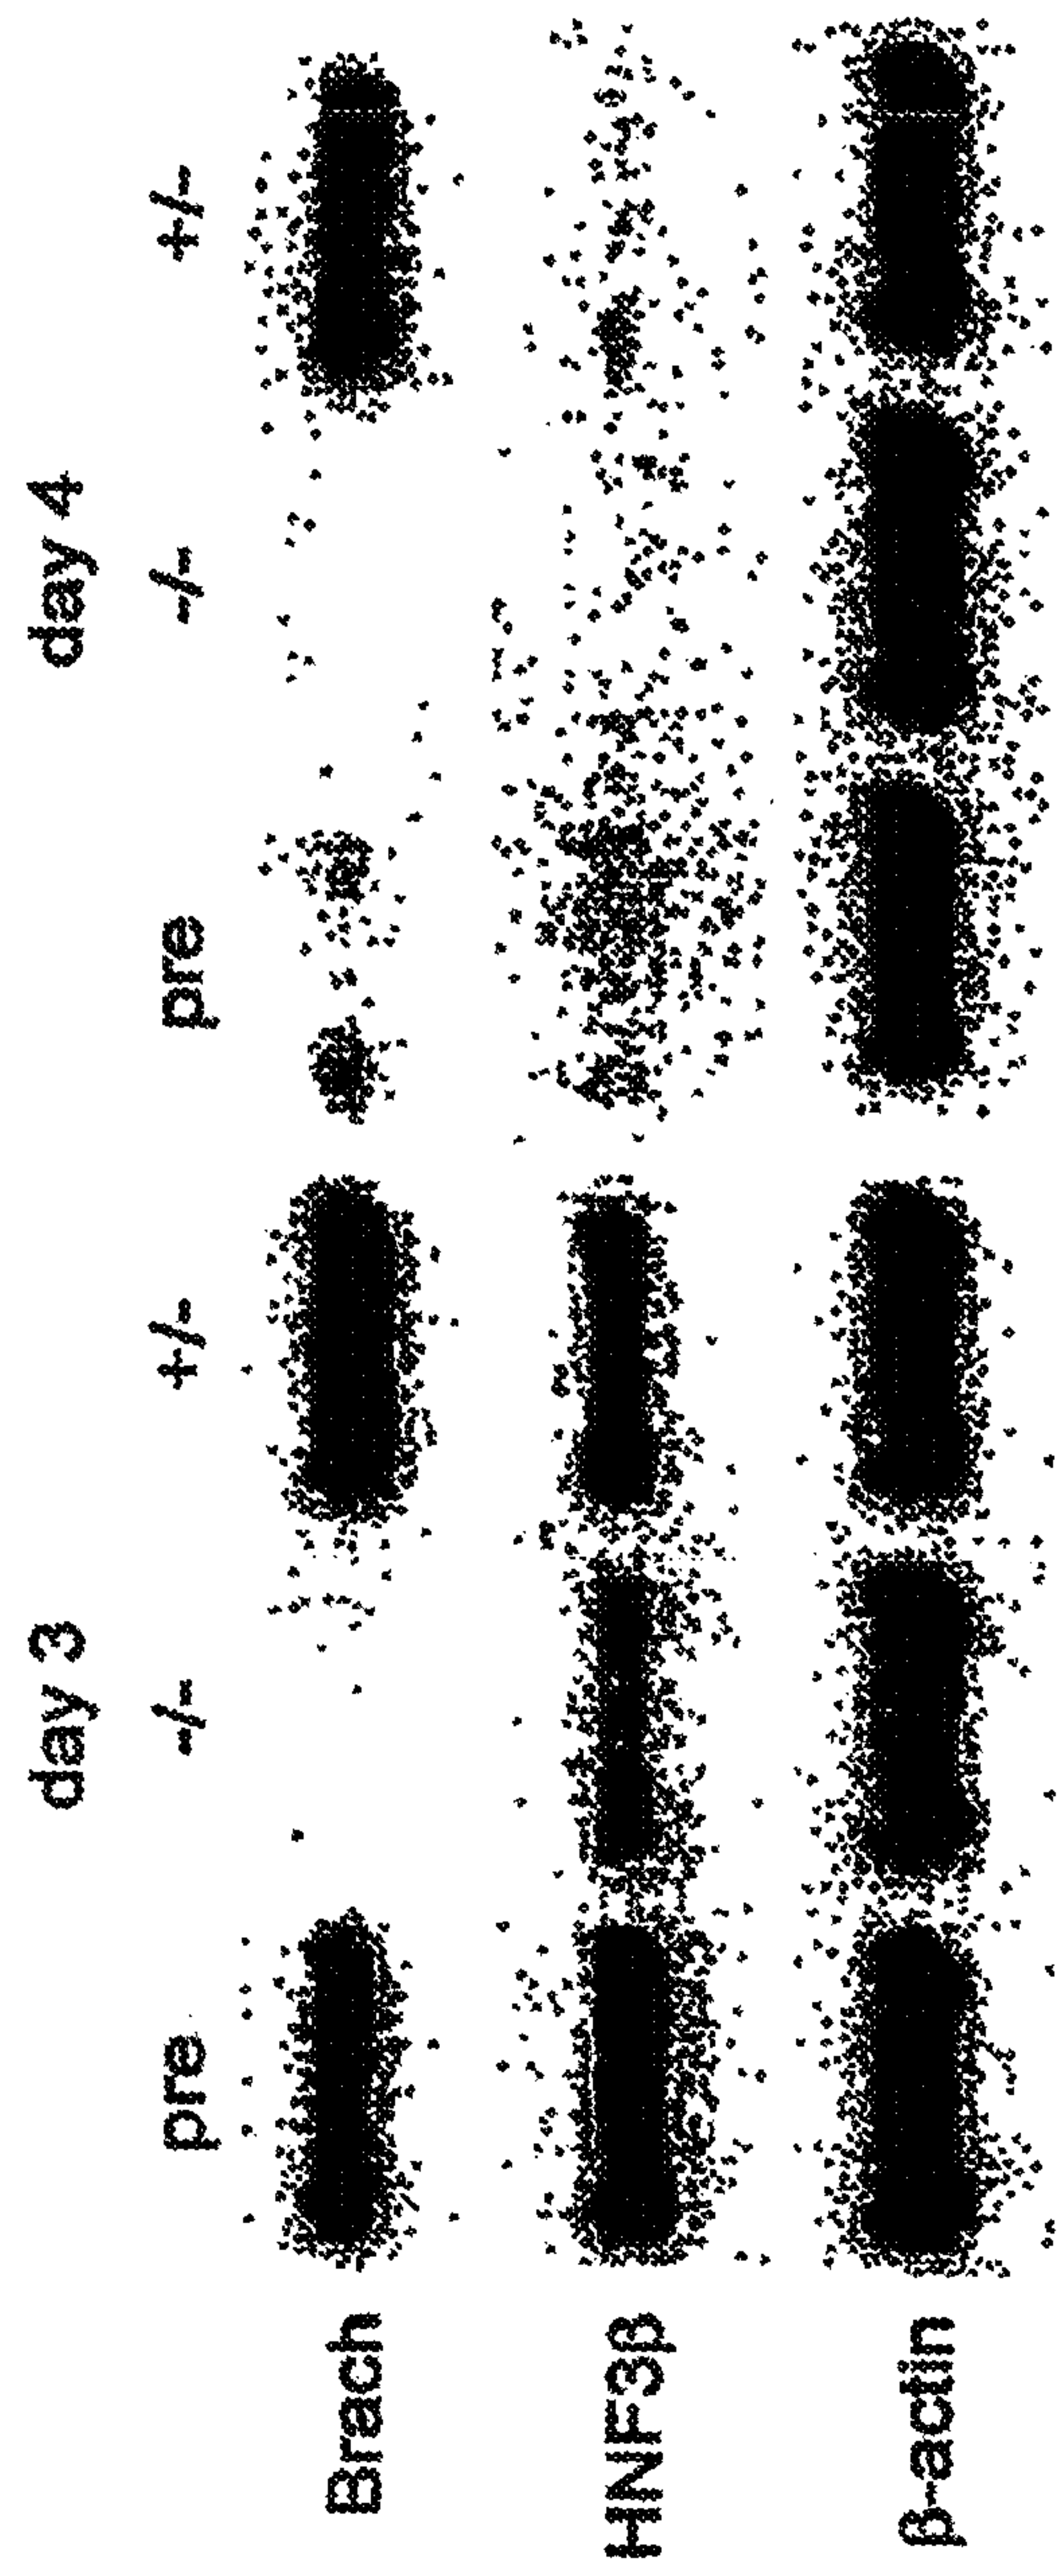 day 3 day 4
pre -/- +/- pre -/- +/-
Brach
HNF3β
β-actin